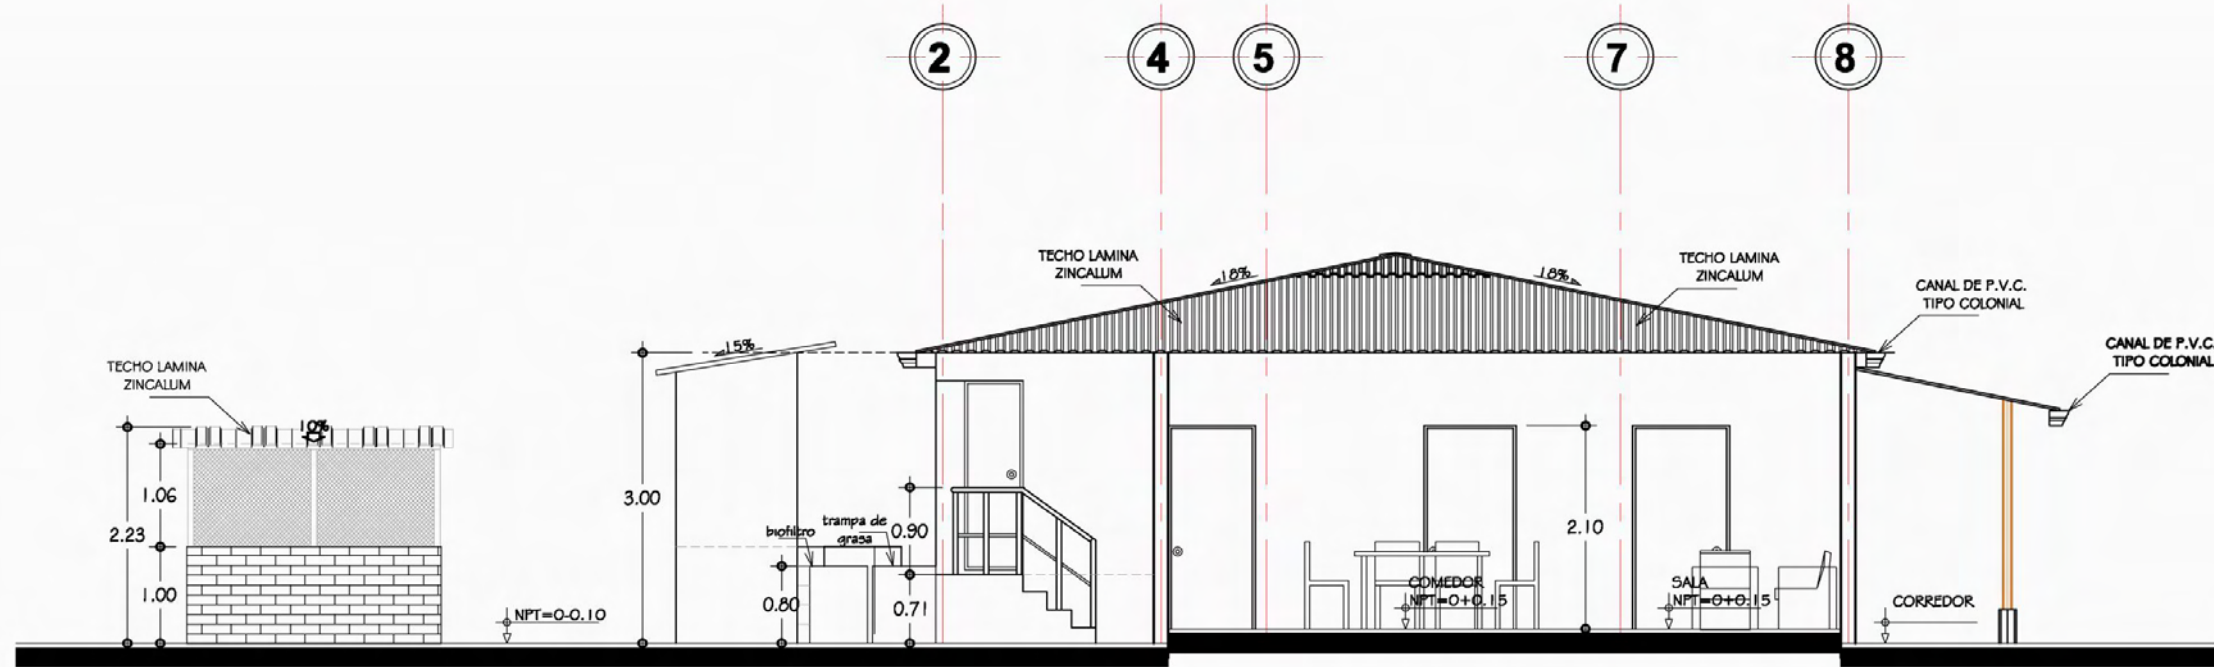 2
4
5
7
8
TECHO LAMINA
ZINCALUM
18%
18%
TECHO LAMINA
ZINCALUM
CANAL DE P.V.C.
TIPO COLONIAL
CANAL DE P.V.C.
TIPO COLONIAL
15%
TECHO LAMINA
ZINCALUM
10%
1.06
2.23
1.00
NPT=0-0.10
3.00
biofiltro
trampa de
grasa
0.90
0.80
0.71
2.10
COMEDOR
NPT=0+0.15
SALA
NPT=0+0.15
CORREDOR